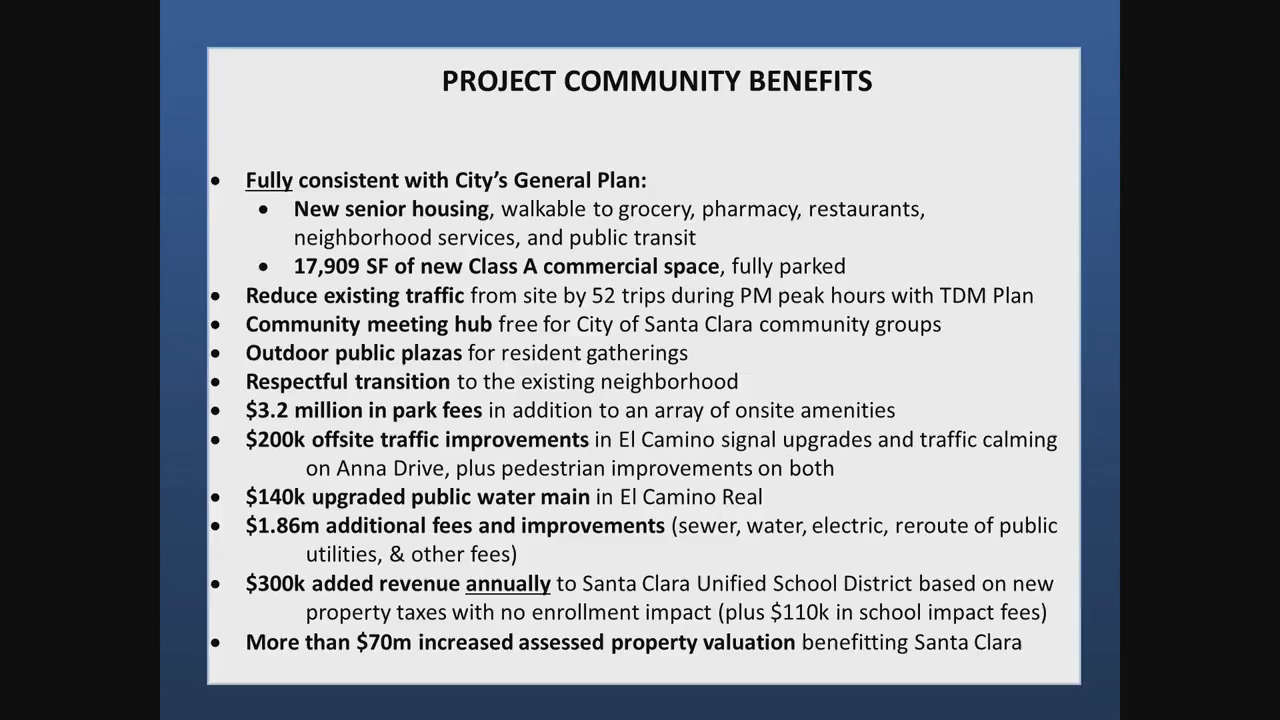 PROJECT COMMUNITY BENEFITS
• Fully consistent with City’s General Plan:
• New senior housing, walkable to grocery, pharmacy, restaurants,
neighborhood services, and public transit
• 17,909 SF of new Class A commercial space, fully parked
• Reduce existing traffic from site by 52 trips during PM peak hours with TDM Plan
• Community meeting hub free for City of Santa Clara community groups
• Outdoor public plazas for resident gatherings
• Respectful transition to the existing neighborhood
• $3.2 million in park fees in addition to an array of onsite amenities
• $200k offsite traffic improvements in El Camino signal upgrades and traffic calming
on Anna Drive, plus pedestrian improvements on both
• $140k upgraded public water main in El Camino Real
• $1.86m additional fees and improvements (sewer, water, electric, reroute of public
utilities, & other fees)
• $300k added revenue annually to Santa Clara Unified School District based on new
property taxes with no enrollment impact (plus $110k in school impact fees)
• More than $70m increased assessed property valuation benefitting Santa Clara